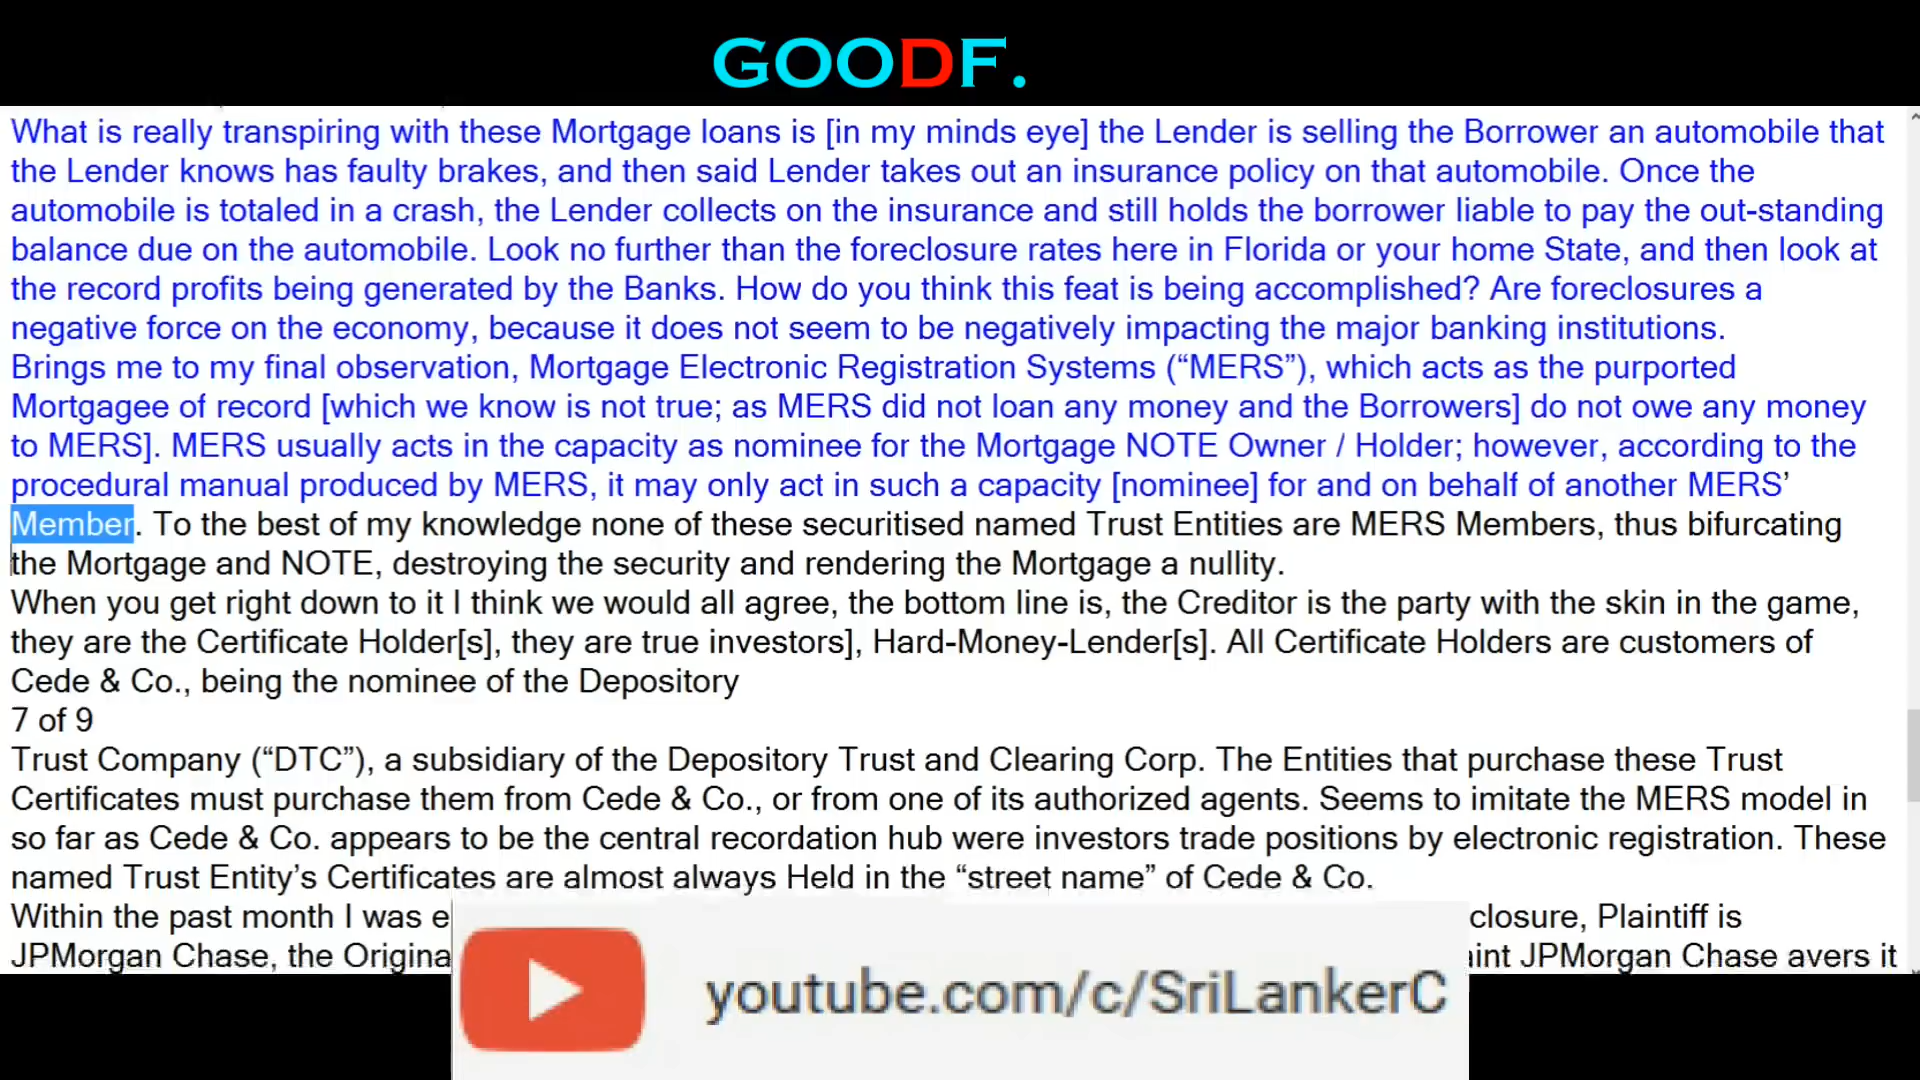 GOODF.
What is really transpiring with these Mortgage loans is [in my minds eye] the Lender is selling the Borrower an automobile that
the Lender knows has faulty brakes, and then said Lender takes out an insurance policy on that automobile. Once the
automobile is totaled in a crash, the Lender collects on the insurance and still holds the borrower liable to pay the out-standing
balance due on the automobile. Look no further than the foreclosure rates here in Florida or your home State, and then look at
the record profits being generated by the Banks. How do you think this feat is being accomplished? Are foreclosures a
negative force on the economy, because it does not seem to be negatively impacting the major banking institutions.
Brings me to my final observation, Mortgage Electronic Registration Systems (“MERS”), which acts as the purported
Mortgagee of record [which we know is not true; as MERS did not loan any money and the Borrowers] do not owe any money
to MERS]. MERS usually acts in the capacity as nominee for the Mortgage NOTE Owner / Holder; however, according to the
procedural manual produced by MERS, it may only act in such a capacity [nominee] for and on behalf of another MERS’
Member. To the best of my knowledge none of these securitised named Trust Entities are MERS Members, thus bifurcating
the Mortgage and NOTE, destroying the security and rendering the Mortgage a nullity.
When you get right down to it I think we would all agree, the bottom line is, the Creditor is the party with the skin in the game,
they are the Certificate Holder[s], they are true investors], Hard-Money-Lender[s]. All Certificate Holders are customers of
Cede & Co., being the nominee of the Depository
7 of 9
Trust Company (“DTC”), a subsidiary of the Depository Trust and Clearing Corp. The Entities that purchase these Trust
Certificates must purchase them from Cede & Co., or from one of its authorized agents. Seems to imitate the MERS model in
so far as Cede & Co. appears to be the central recordation hub were investors trade positions by electronic registration. These
named Trust Entity’s Certificates are almost always Held in the “street name” of Cede & Co.
Within the past month I was e closure, Plaintiff is
JPMorgan Chase, the Origina aint JPMorgan Chase avers it
youtube.com/c/SriLankerC